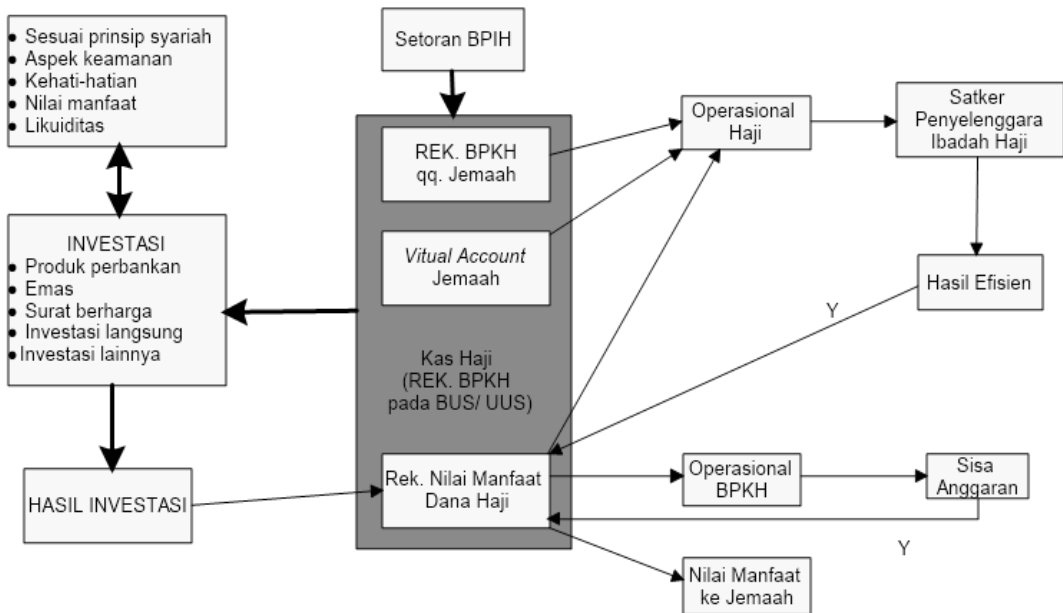 ● Sesuai prinsip syariah
● Aspek keamanan
● Kehati-hatian
● Nilai manfaat
● Likuiditas
Setoran BPIH
REK. BPKH
qq. Jemaah
Operasional
Haji
Satker
Penyelenggara
Ibadah Haji
INVESTASI
● Produk perbankan
● Emas
● Surat berharga
● Investasi langsung
● Investasi lainnya
Vitual Account
Jemaah
Hasil Efisien
Y
Kas Haji
(REK. BPKH
pada BUS/ UUS)
HASIL INVESTASI
Rek. Nilai Manfaat
Dana Haji
Operasional
BPKH
Sisa
Anggaran
Y
Nilai Manfaat
ke Jemaah